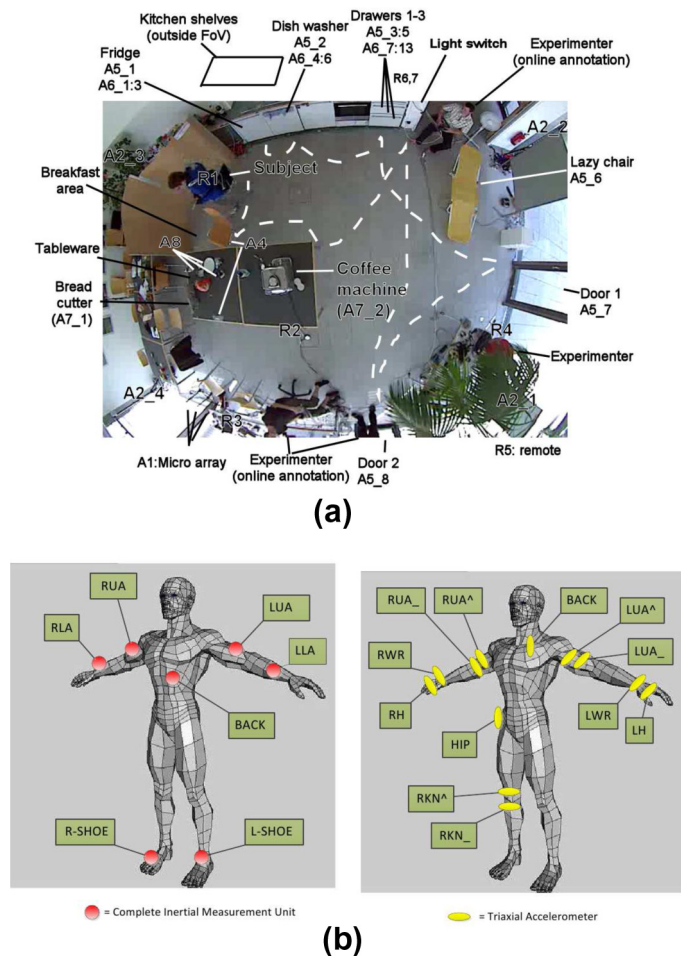 Kitchen shelves
(outside FoV)
Fridge
A5_1
A6_1:3
Dish washer
A5_2
A6_4:6
Drawers 1-3
A5_3:5
A6_7:13
R6,7
Light switch
Experimenter
(online annotation)
A2_2
A2_3
Breakfast
area
R1
Subject
Lazy chair
A5_6
A8
A4
Tableware
Bread
cutter
(A7_1)
Coffee
machine
(A7_2)
R2
Door 1
A5_7
R4
Experimenter
A2_4
A2_1
R3
A1:Micro array
Experimenter
(online annotation)
Door 2
A5_8
R5: remote
(a)
RUA
LUA
RLA
LLA
BACK
R-SHOE
L-SHOE
= Complete Inertial Measurement Unit
RUA_
RUA^
BACK
LUA^
LUA_
RWR
RH
LWR
LH
HIP
RKN^
RKN_
= Triaxial Accelerometer
(b)